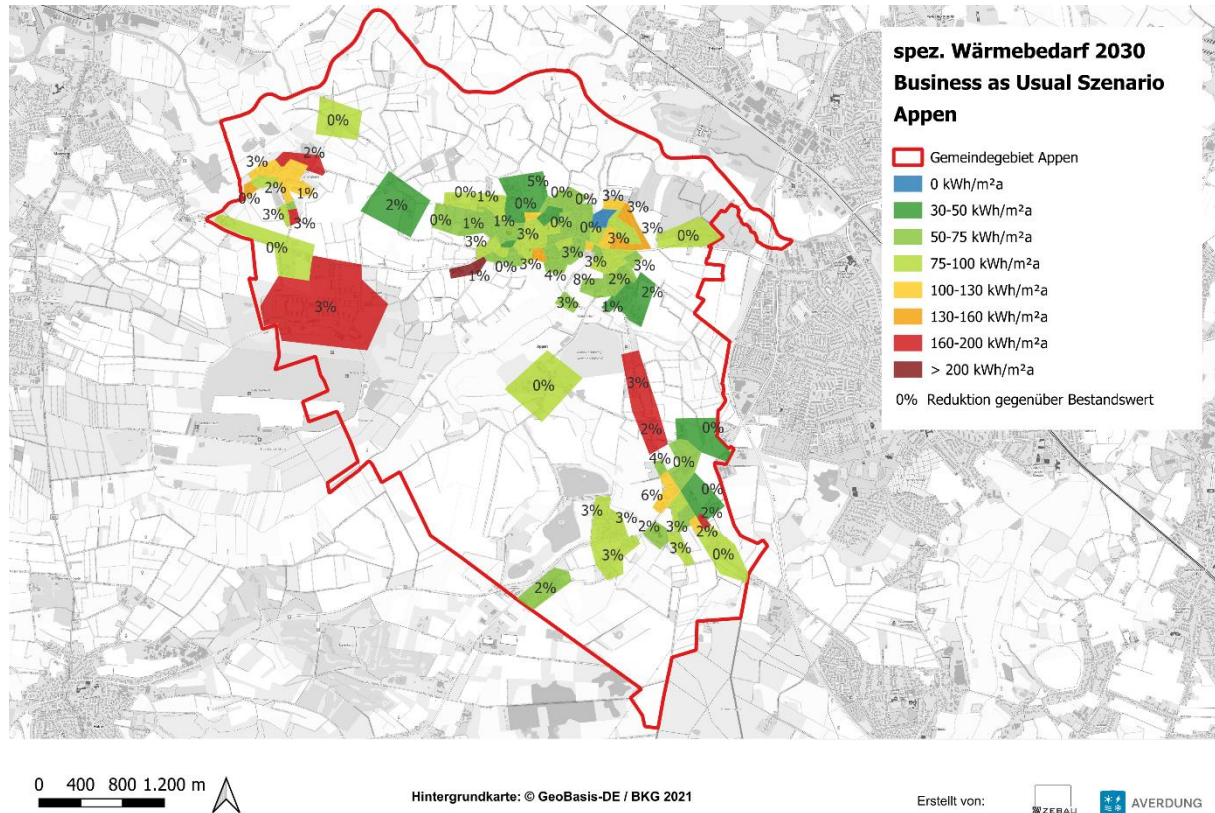 spez. Wärmebedarf 2030
Business as Usual Szenario
Appen
Gemeindegebiet Appen
0 kWh/m²a
30-50 kWh/m²a
50-75 kWh/m²a
75-100 kWh/m²a
100-130 kWh/m²a
130-160 kWh/m²a
160-200 kWh/m²a
> 200 kWh/m²a
0% Reduktion gegenüber Bestandswert
0%
3% 2%
2% 1%
0%
3% 3%
0%
3%
2%
5%
0% 1% 0% 0% 3%
0% 3%
0% 1% 1% 0% 0% 3%
3% 3% 3% 0%
1% 0% 3% 4% 3% 3%
8% 2%
3% 1% 2%
0%
3%
2% 0%
4% 0%
6% 0%
3% 3% 2% 3% 2%
2%
3% 3% 0%
2%
Appen
0 400 800 1.200 m
Hintergrundkarte: © GeoBasis-DE / BKG 2021
Erstellt von:
ZEBAU
AVERDUNG